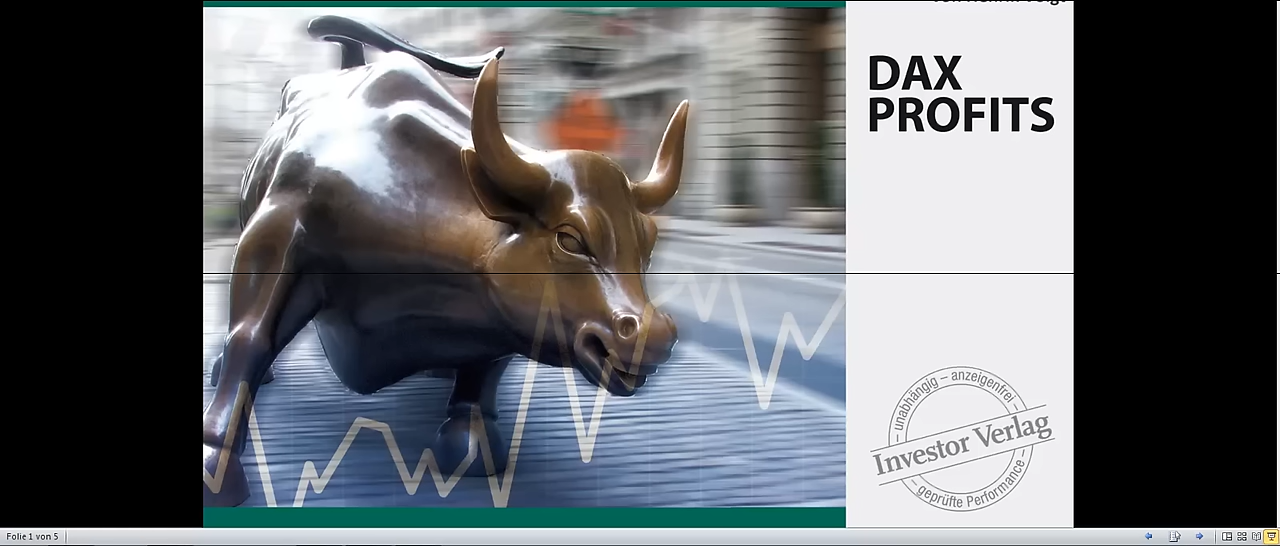 DAX
PROFITS
– unabhängig – anzeigenfrei –
Investor Verlag
– geprüfte Performance –
Folie 1 von 5